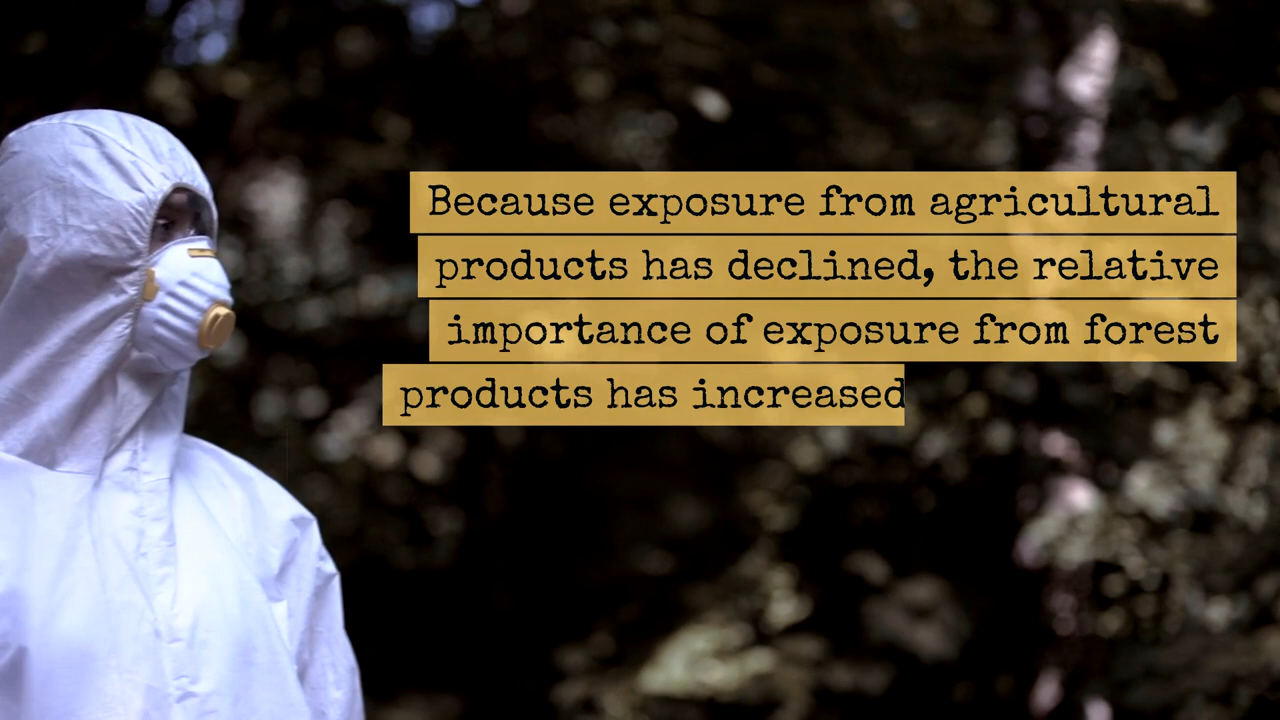 Because exposure from agricultural
products has declined, the relative
importance of exposure from forest
products has increased